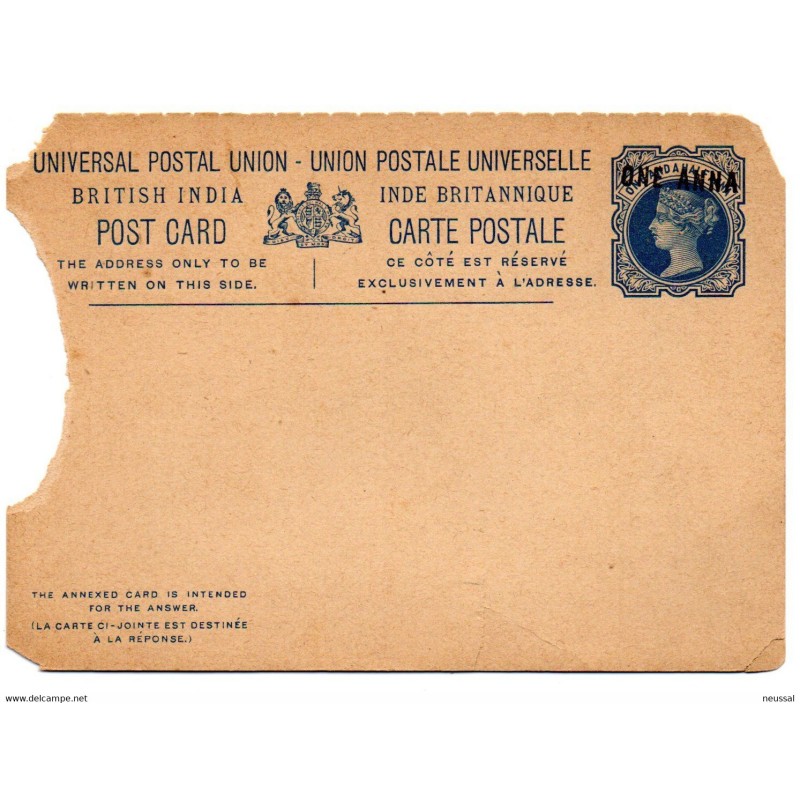 UNIVERSAL POSTAL UNION - UNION POSTALE UNIVERSELLE
BRITISH INDIA
INDE BRITANNIQUE
POST CARD
CARTE POSTALE
THE ADDRESS ONLY TO BE
WRITTEN ON THIS SIDE.
CE CÔTÉ EST RÉSERVÉ
EXCLUSIVEMENT À L'ADRESSE.
ONE ANNA
THE ANNEXED CARD IS INTENDED
FOR THE ANSWER.
(LA CARTE CI-JOINTE EST DESTINÉE
À LA RÉPONSE.)
www.delcampe.net
neussal